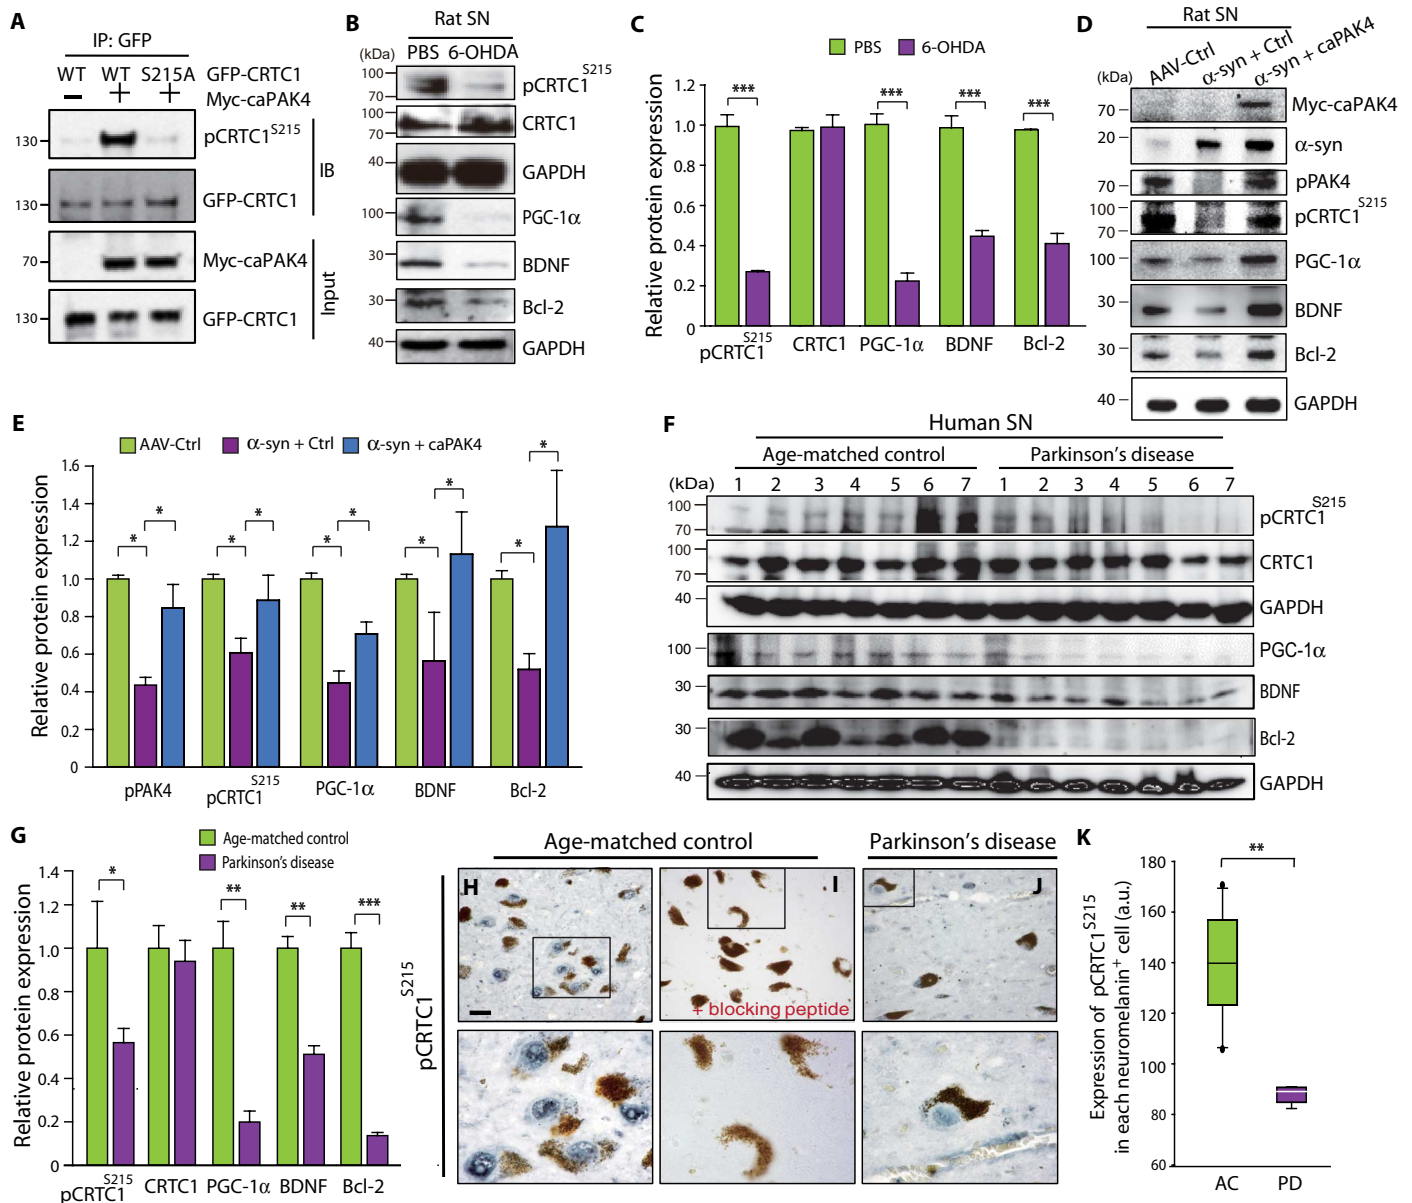 A
IP: GFP
WT WT S215A GFP-CRTC1
− + + Myc-caPAK4
130 pCRTC1S215
130 GFP-CRTC1
IB
70 Myc-caPAK4
130 GFP-CRTC1
Input
B
Rat SN
(kDa) PBS 6-OHDA
100
70
pCRTC1S215
100
70
CRTC1
40
GAPDH
100
PGC-1α
30
BDNF
30
Bcl-2
40
GAPDH
C
PBS 6-OHDA
Relative protein expression
1.2
1.0
0.8
0.6
0.4
0.2
0
*** *** *** ***
pCRTC1S215 CRTC1 PGC-1α BDNF Bcl-2
D
Rat SN
(kDa) AAV-Ctrl α-syn + Ctrl α-syn + caPAK4
70 Myc-caPAK4
20 α-syn
70 pPAK4
100
70
pCRTC1S215
100 PGC-1α
30 BDNF
30 Bcl-2
40 GAPDH
E
AAV-Ctrl α-syn + Ctrl α-syn + caPAK4
Relative protein expression
1.6
1.4
1.2
1.0
0.8
0.6
0.4
0.2
0
* * * * * * * * * *
pPAK4 pCRTC1S215 PGC-1α BDNF Bcl-2
F
Human SN
Age-matched control Parkinson's disease
(kDa) 1 2 3 4 5 6 7 1 2 3 4 5 6 7
100
70
pCRTC1S215
100
70
CRTC1
40
GAPDH
100
PGC-1α
30
BDNF
30
Bcl-2
40
GAPDH
G
Age-matched control
Parkinson's disease
Relative protein expression
1.4
1.2
1.0
0.8
0.6
0.4
0.2
0
* ** ** ***
pCRTC1S215 CRTC1 PGC-1α BDNF Bcl-2
Age-matched control Parkinson's disease
pCRTC1S215
H I J
+ blocking peptide
K
Expression of pCRTC1S215
in each neuromelanin+ cell (a.u.)
**
180
160
140
120
100
80
60
AC PD